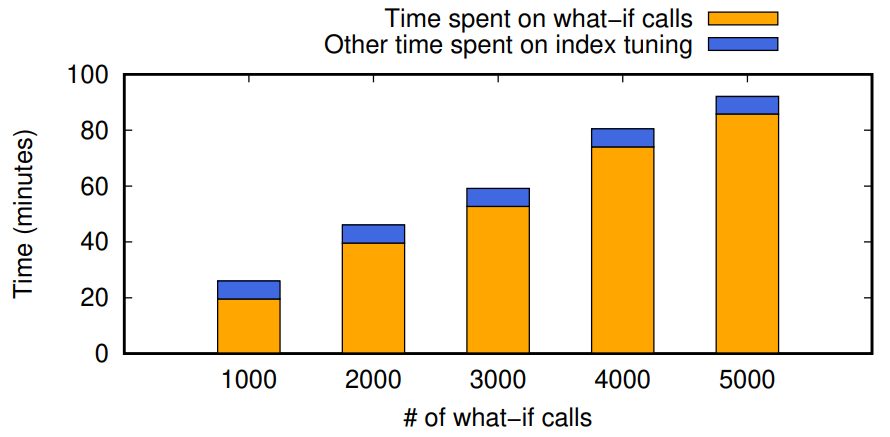 Time spent on what−if calls
Other time spent on index tuning
100
80
60
40
20
0
Time (minutes)
1000 2000 3000 4000 5000
# of what−if calls